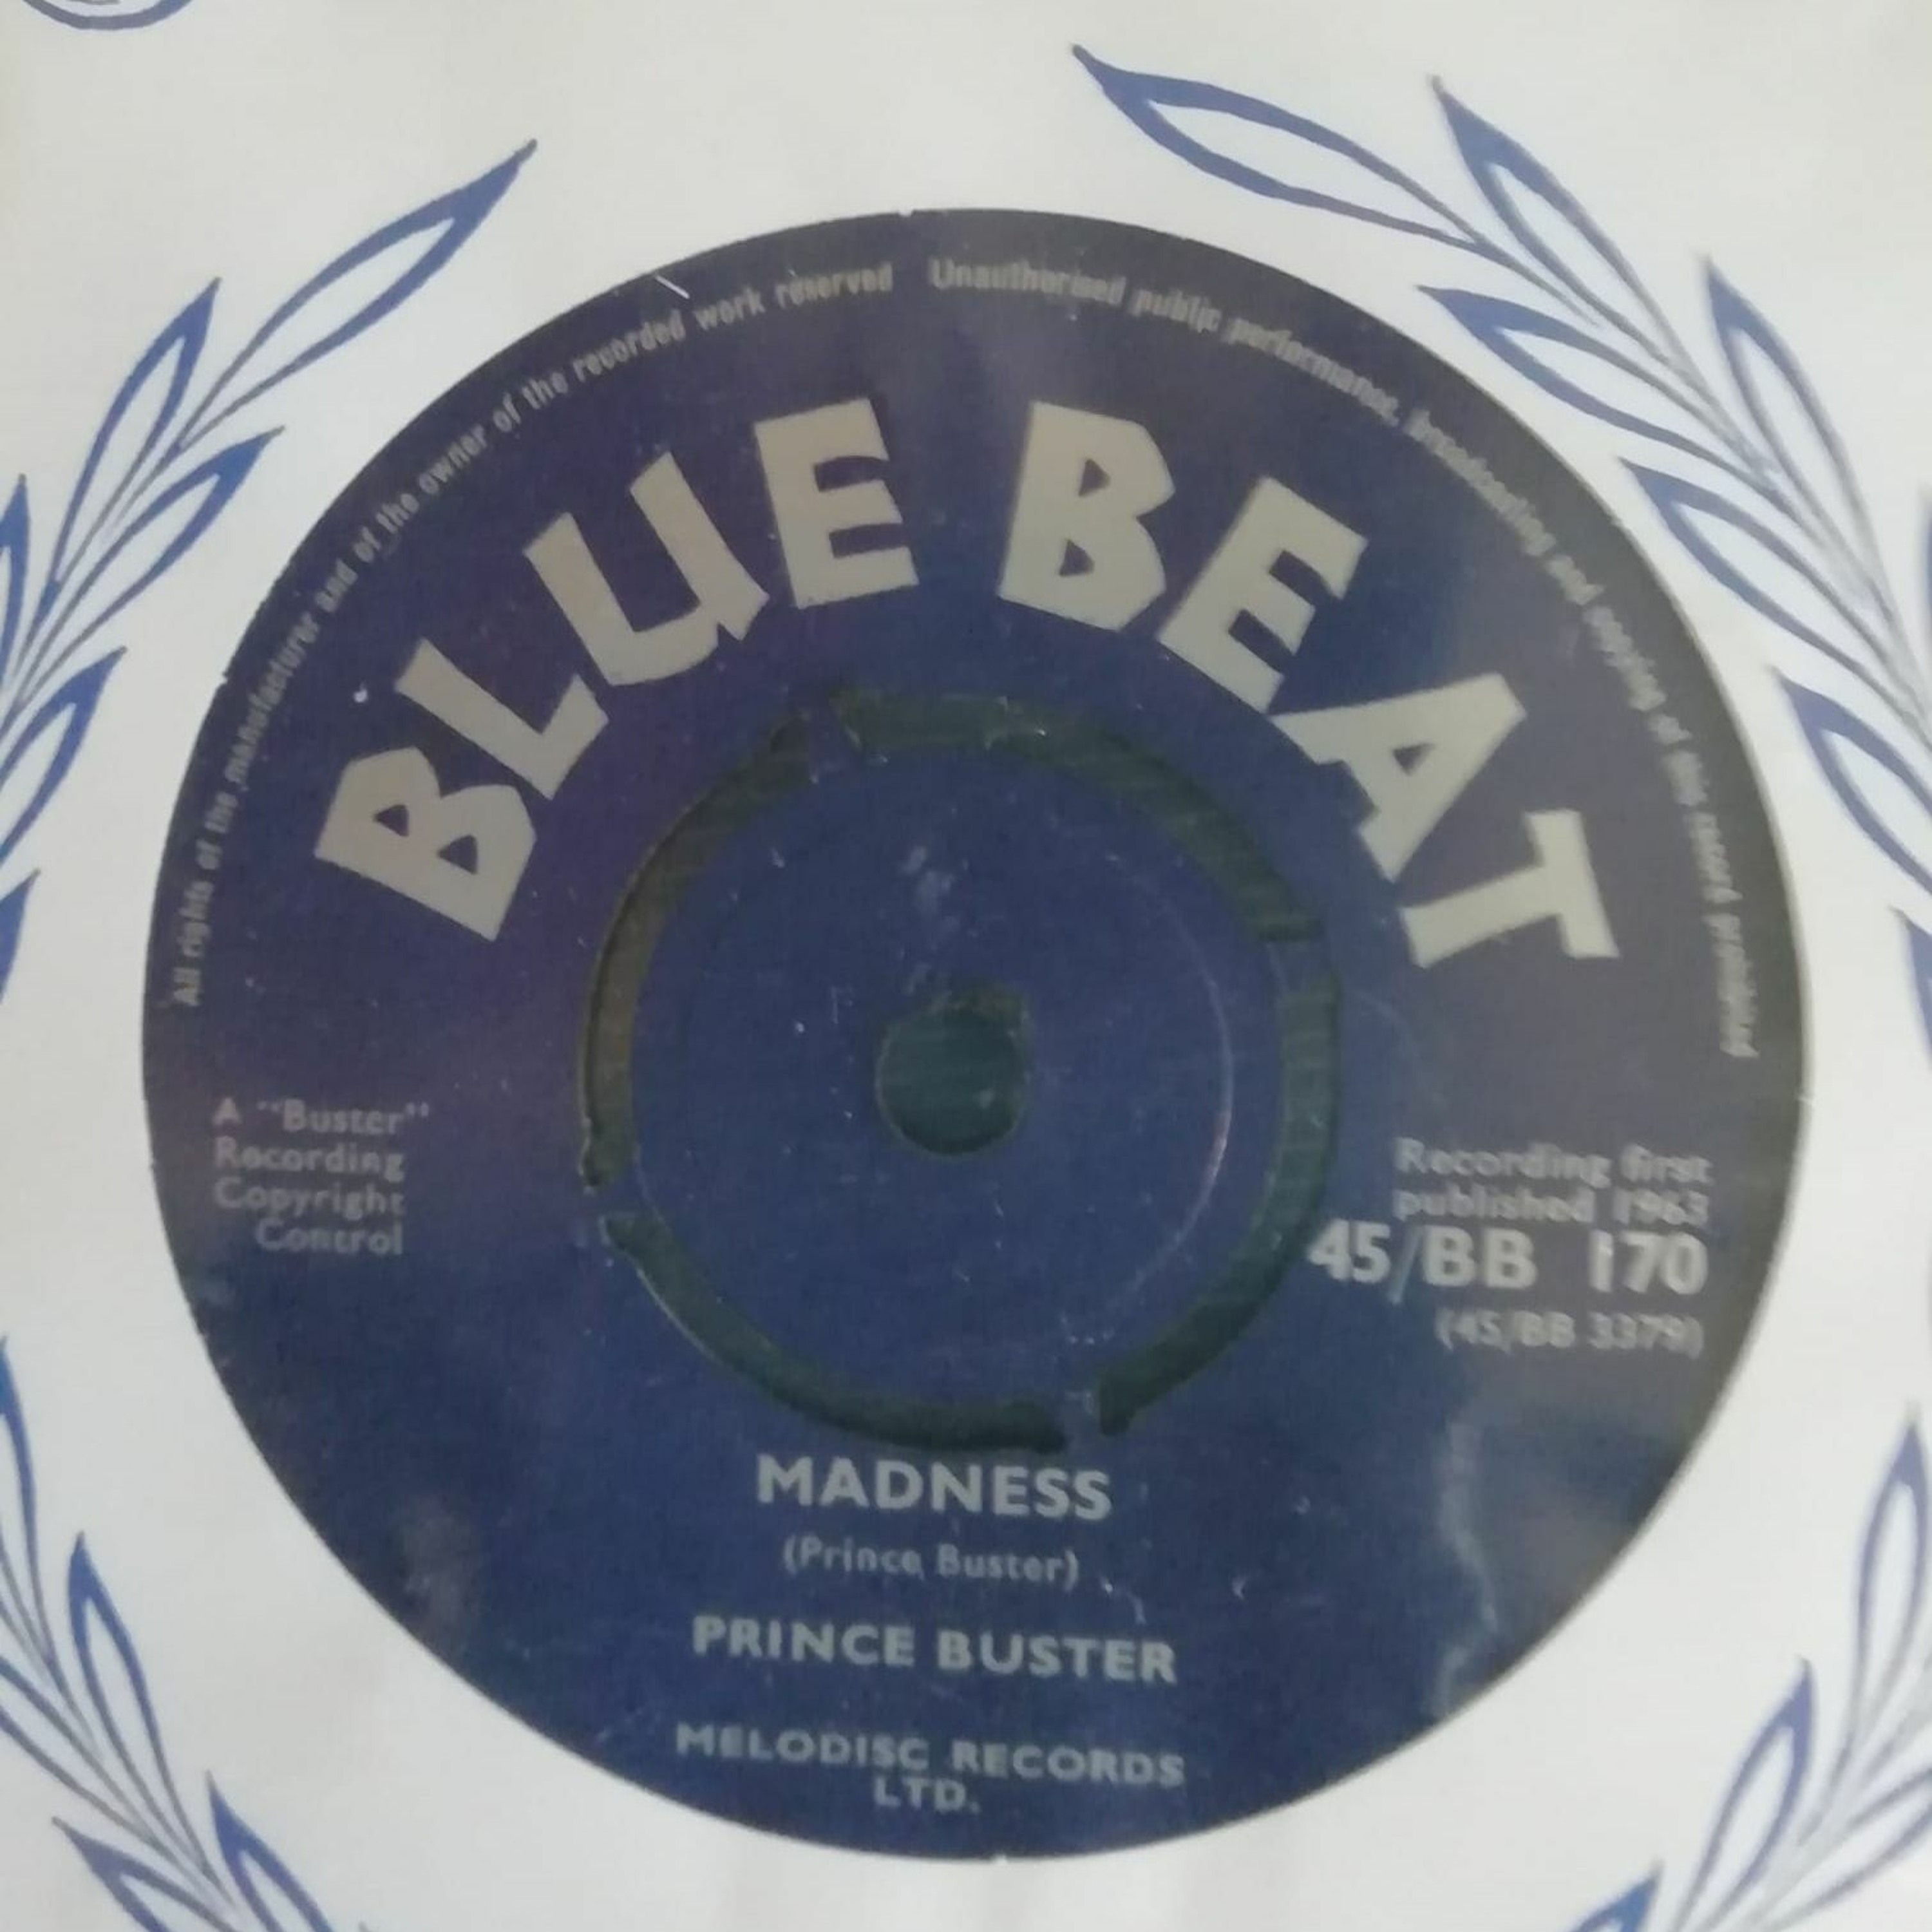 All rights of the manufacturer and of the owner of the recorded work reserved Unauthorised public performance, broadcasting and copying of this record prohibited
BLUE BEAT
A "Buster"
Recording
Copyright
Control
Recording first
published 1963
45/BB 170
(45/BB 3379)
MADNESS
(Prince Buster)
PRINCE BUSTER
MELODISC RECORDS
LTD.